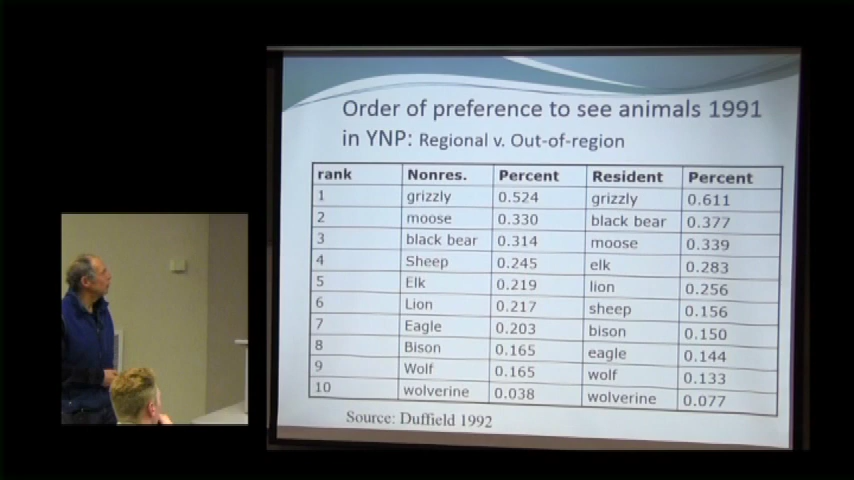 Order of preference to see animals 1991
in YNP: Regional v. Out-of-region
rank Nonres. Percent Resident Percent
1 grizzly 0.524 grizzly 0.611
2 moose 0.330 black bear 0.377
3 black bear 0.314 moose 0.339
4 Sheep 0.245 elk 0.283
5 Elk 0.219 lion 0.256
6 Lion 0.217 sheep 0.156
7 Eagle 0.203 bison 0.150
8 Bison 0.165 eagle 0.144
9 Wolf 0.165 wolf 0.133
10 wolverine 0.038 wolverine 0.077
Source: Duffield 1992